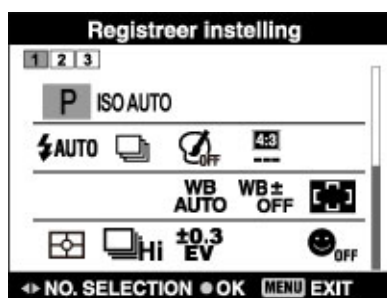 Registreer instelling
1 2 3
P ISO AUTO
AUTO OFF 4:3 ---
WB AUTO WB± OFF
Hi ±0.3 EV OFF
NO. SELECTION OK MENU EXIT